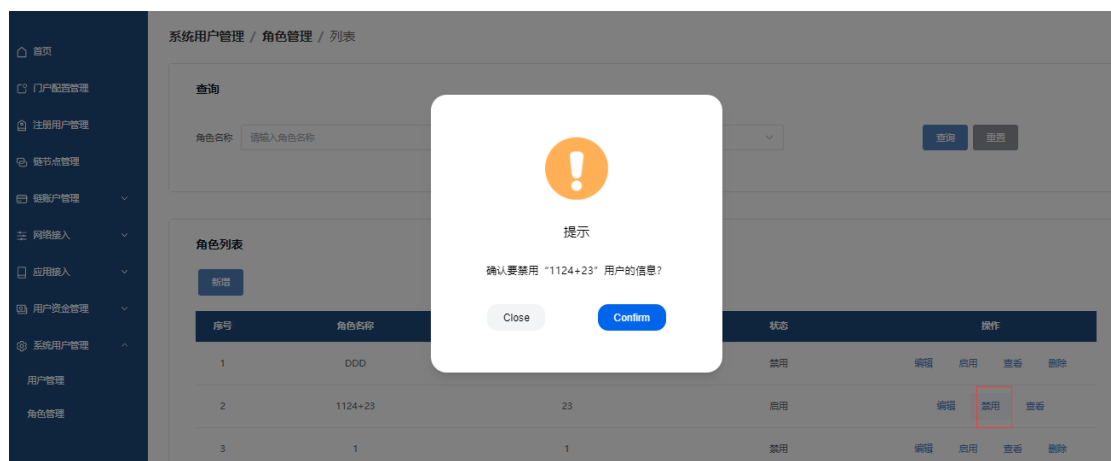 系统用户管理 / 角色管理 / 列表
首页
门户配置管理
注册用户管理
链节点管理
链账户管理
网络接入
应用接入
用户资金管理
系统用户管理
用户管理
角色管理
查询
角色名称 请输入角色名称
查询 重置
角色列表
新增
提示
确认要禁用“1124+23”用户的信息?
Close Confirm
序号 角色名称 状态 操作
1 DDD 禁用 编辑 启用 查看 删除
2 1124+23 23 启用 编辑 禁用 查看
3 1 1 禁用 编辑 启用 查看 删除